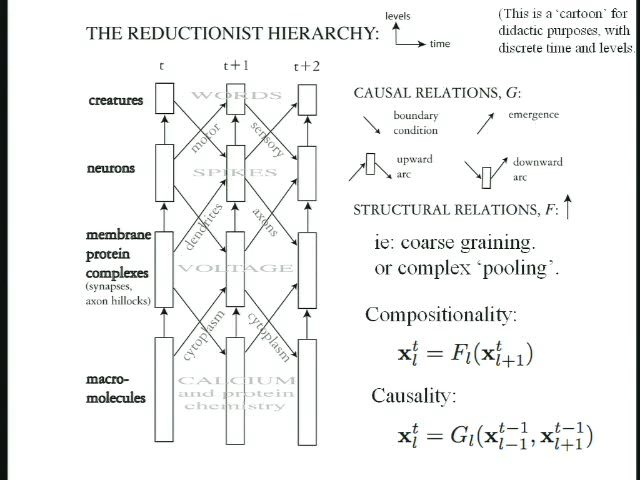 THE REDUCTIONIST HIERARCHY:
levels
time
(This is a 'cartoon' for
didactic purposes, with
discrete time and levels.
t
t+1
t+2
creatures
WORDS
motor
sensory
neurons
SPIKES
dendrites
axons
membrane
protein
complexes
(synapses,
axon hillocks)
VOLTAGE
cytoplasm
cytoplasm
macro-
molecules
CALCIUM
and protein
chemistry
CAUSAL RELATIONS, G:
boundary
condition
emergence
upward
arc
downward
arc
STRUCTURAL RELATIONS, F:
ie: coarse graining.
or complex 'pooling'.
Compositionality:
x_l^t = F_l(x_{l+1}^t)
Causality:
x_l^t = G_l(x_{l-1}^{t-1}, x_{l+1}^{t-1})